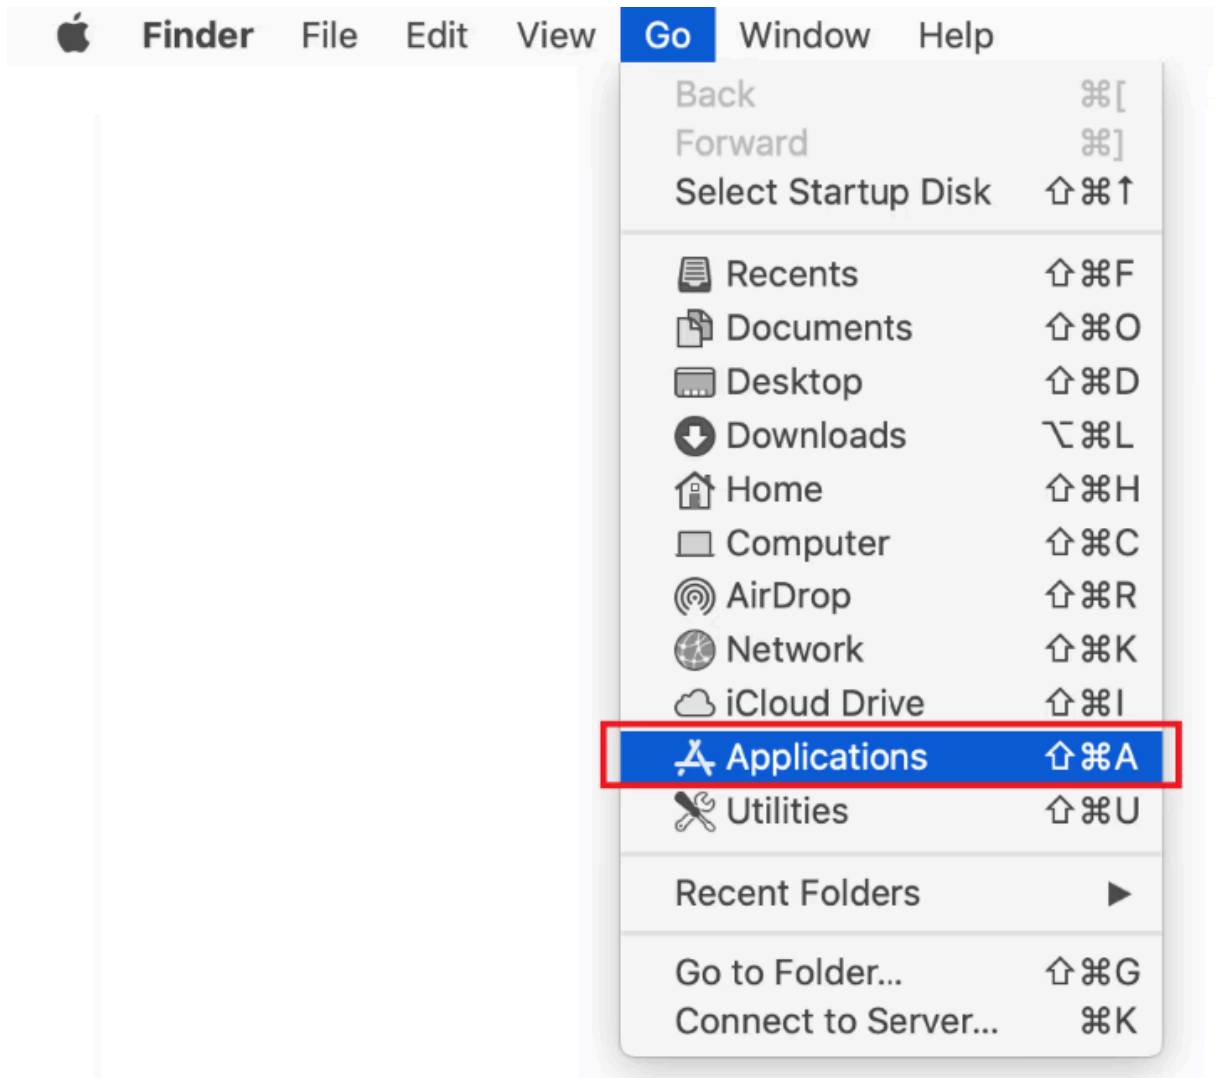 Finder File Edit View Go Window Help
Back ⌘[
Forward ⌘]
Select Startup Disk ⇧⌘↑
Recents ⇧⌘F
Documents ⇧⌘O
Desktop ⇧⌘D
Downloads ⌥⌘L
Home ⇧⌘H
Computer ⇧⌘C
AirDrop ⇧⌘R
Network ⇧⌘K
iCloud Drive ⇧⌘I
Applications ⇧⌘A
Utilities ⇧⌘U
Recent Folders ▶
Go to Folder... ⇧⌘G
Connect to Server... ⌘K